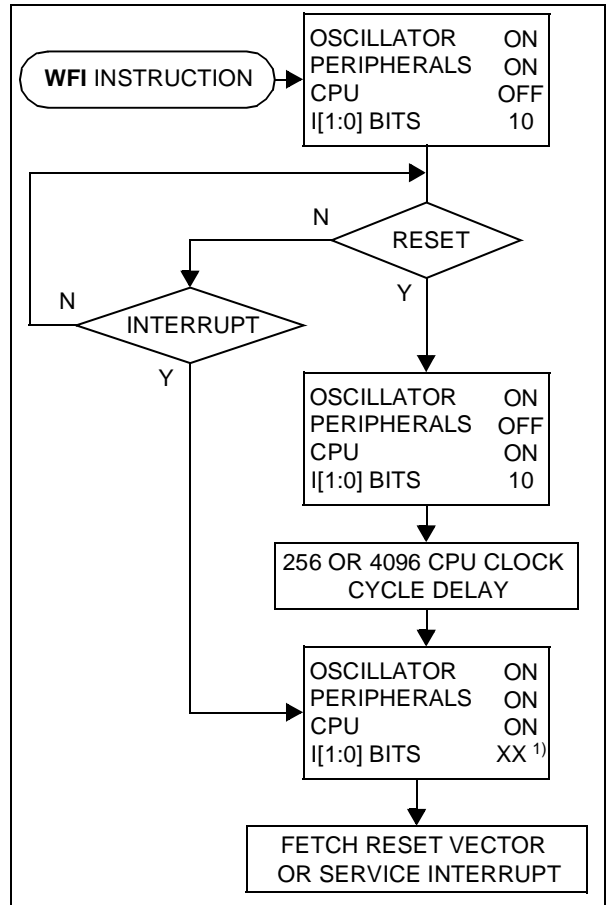 WFI INSTRUCTION
OSCILLATOR ON
PERIPHERALS ON
CPU OFF
I[1:0] BITS 10
N
RESET
Y
N
INTERRUPT
Y
OSCILLATOR ON
PERIPHERALS OFF
CPU ON
I[1:0] BITS 10
256 OR 4096 CPU CLOCK
CYCLE DELAY
OSCILLATOR ON
PERIPHERALS ON
CPU ON
I[1:0] BITS XX 1)
FETCH RESET VECTOR
OR SERVICE INTERRUPT